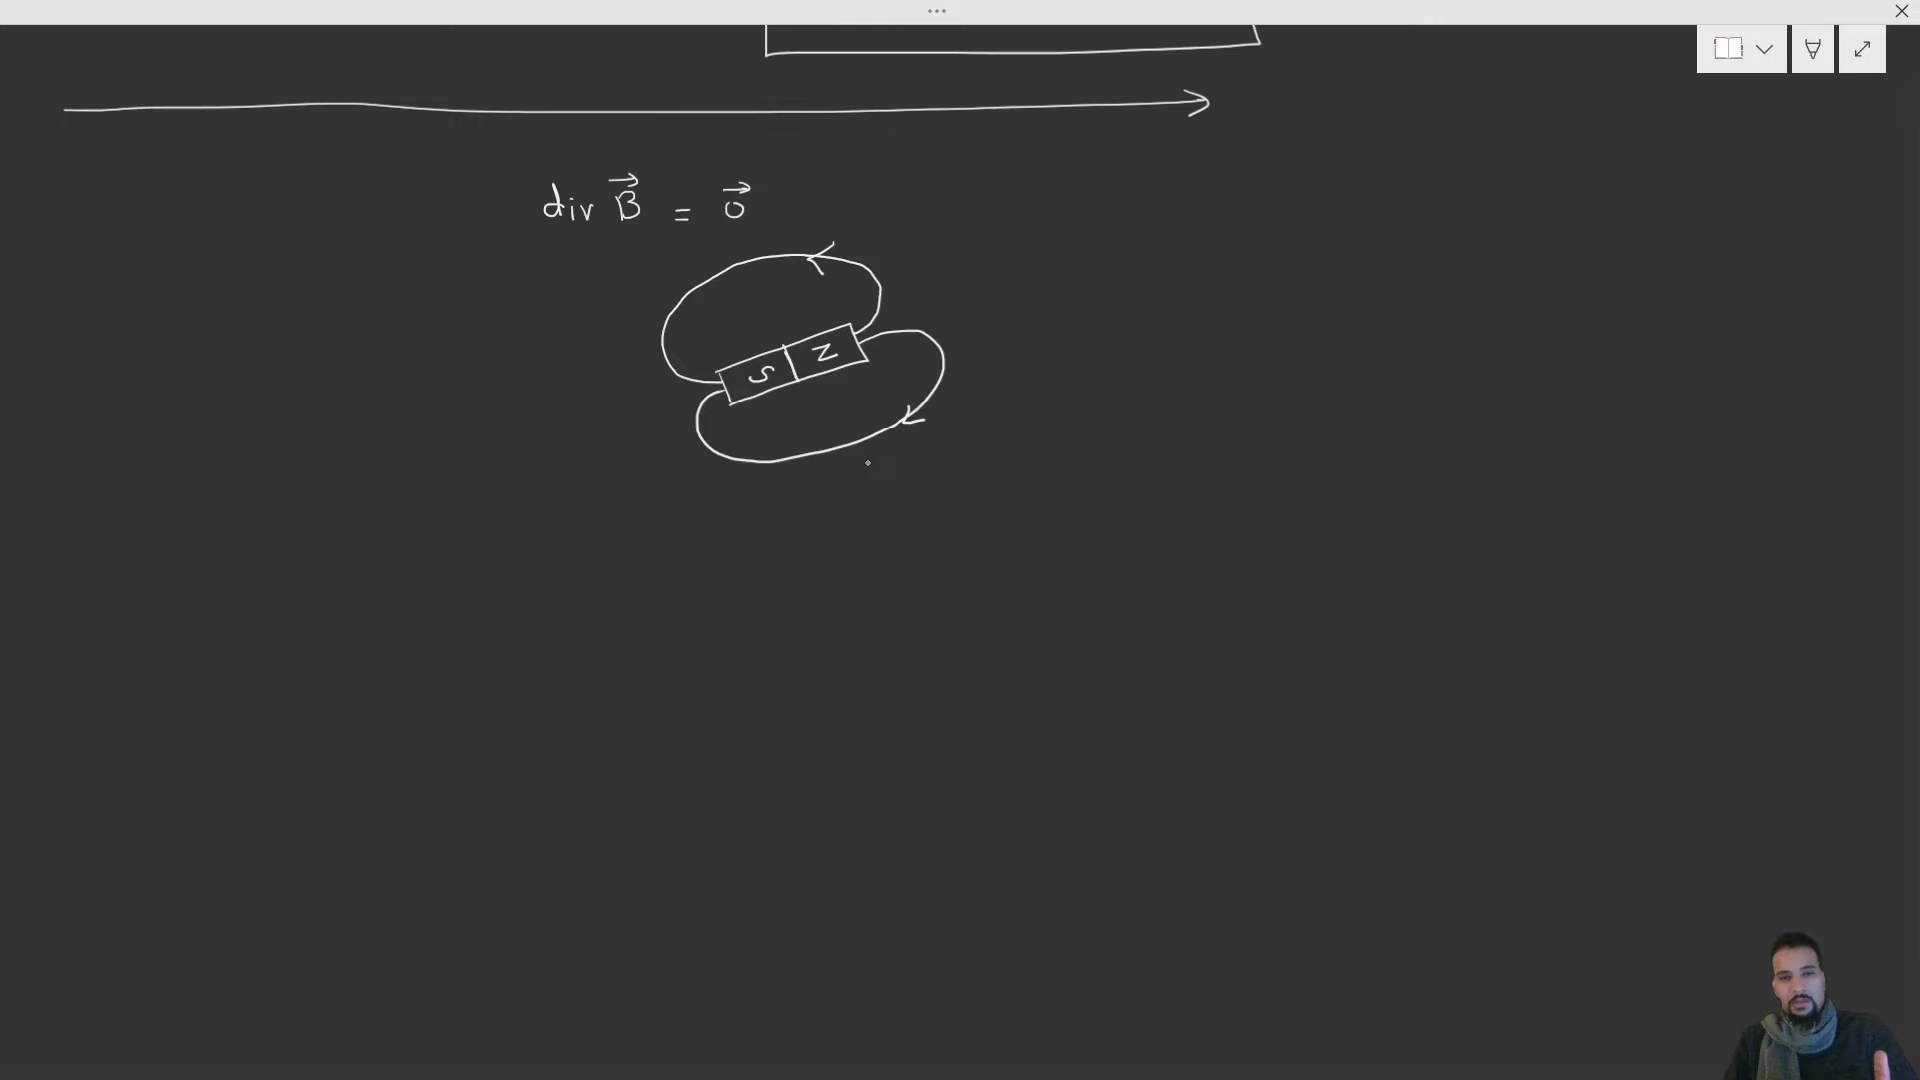 div B⃗ = 0⃗
S N